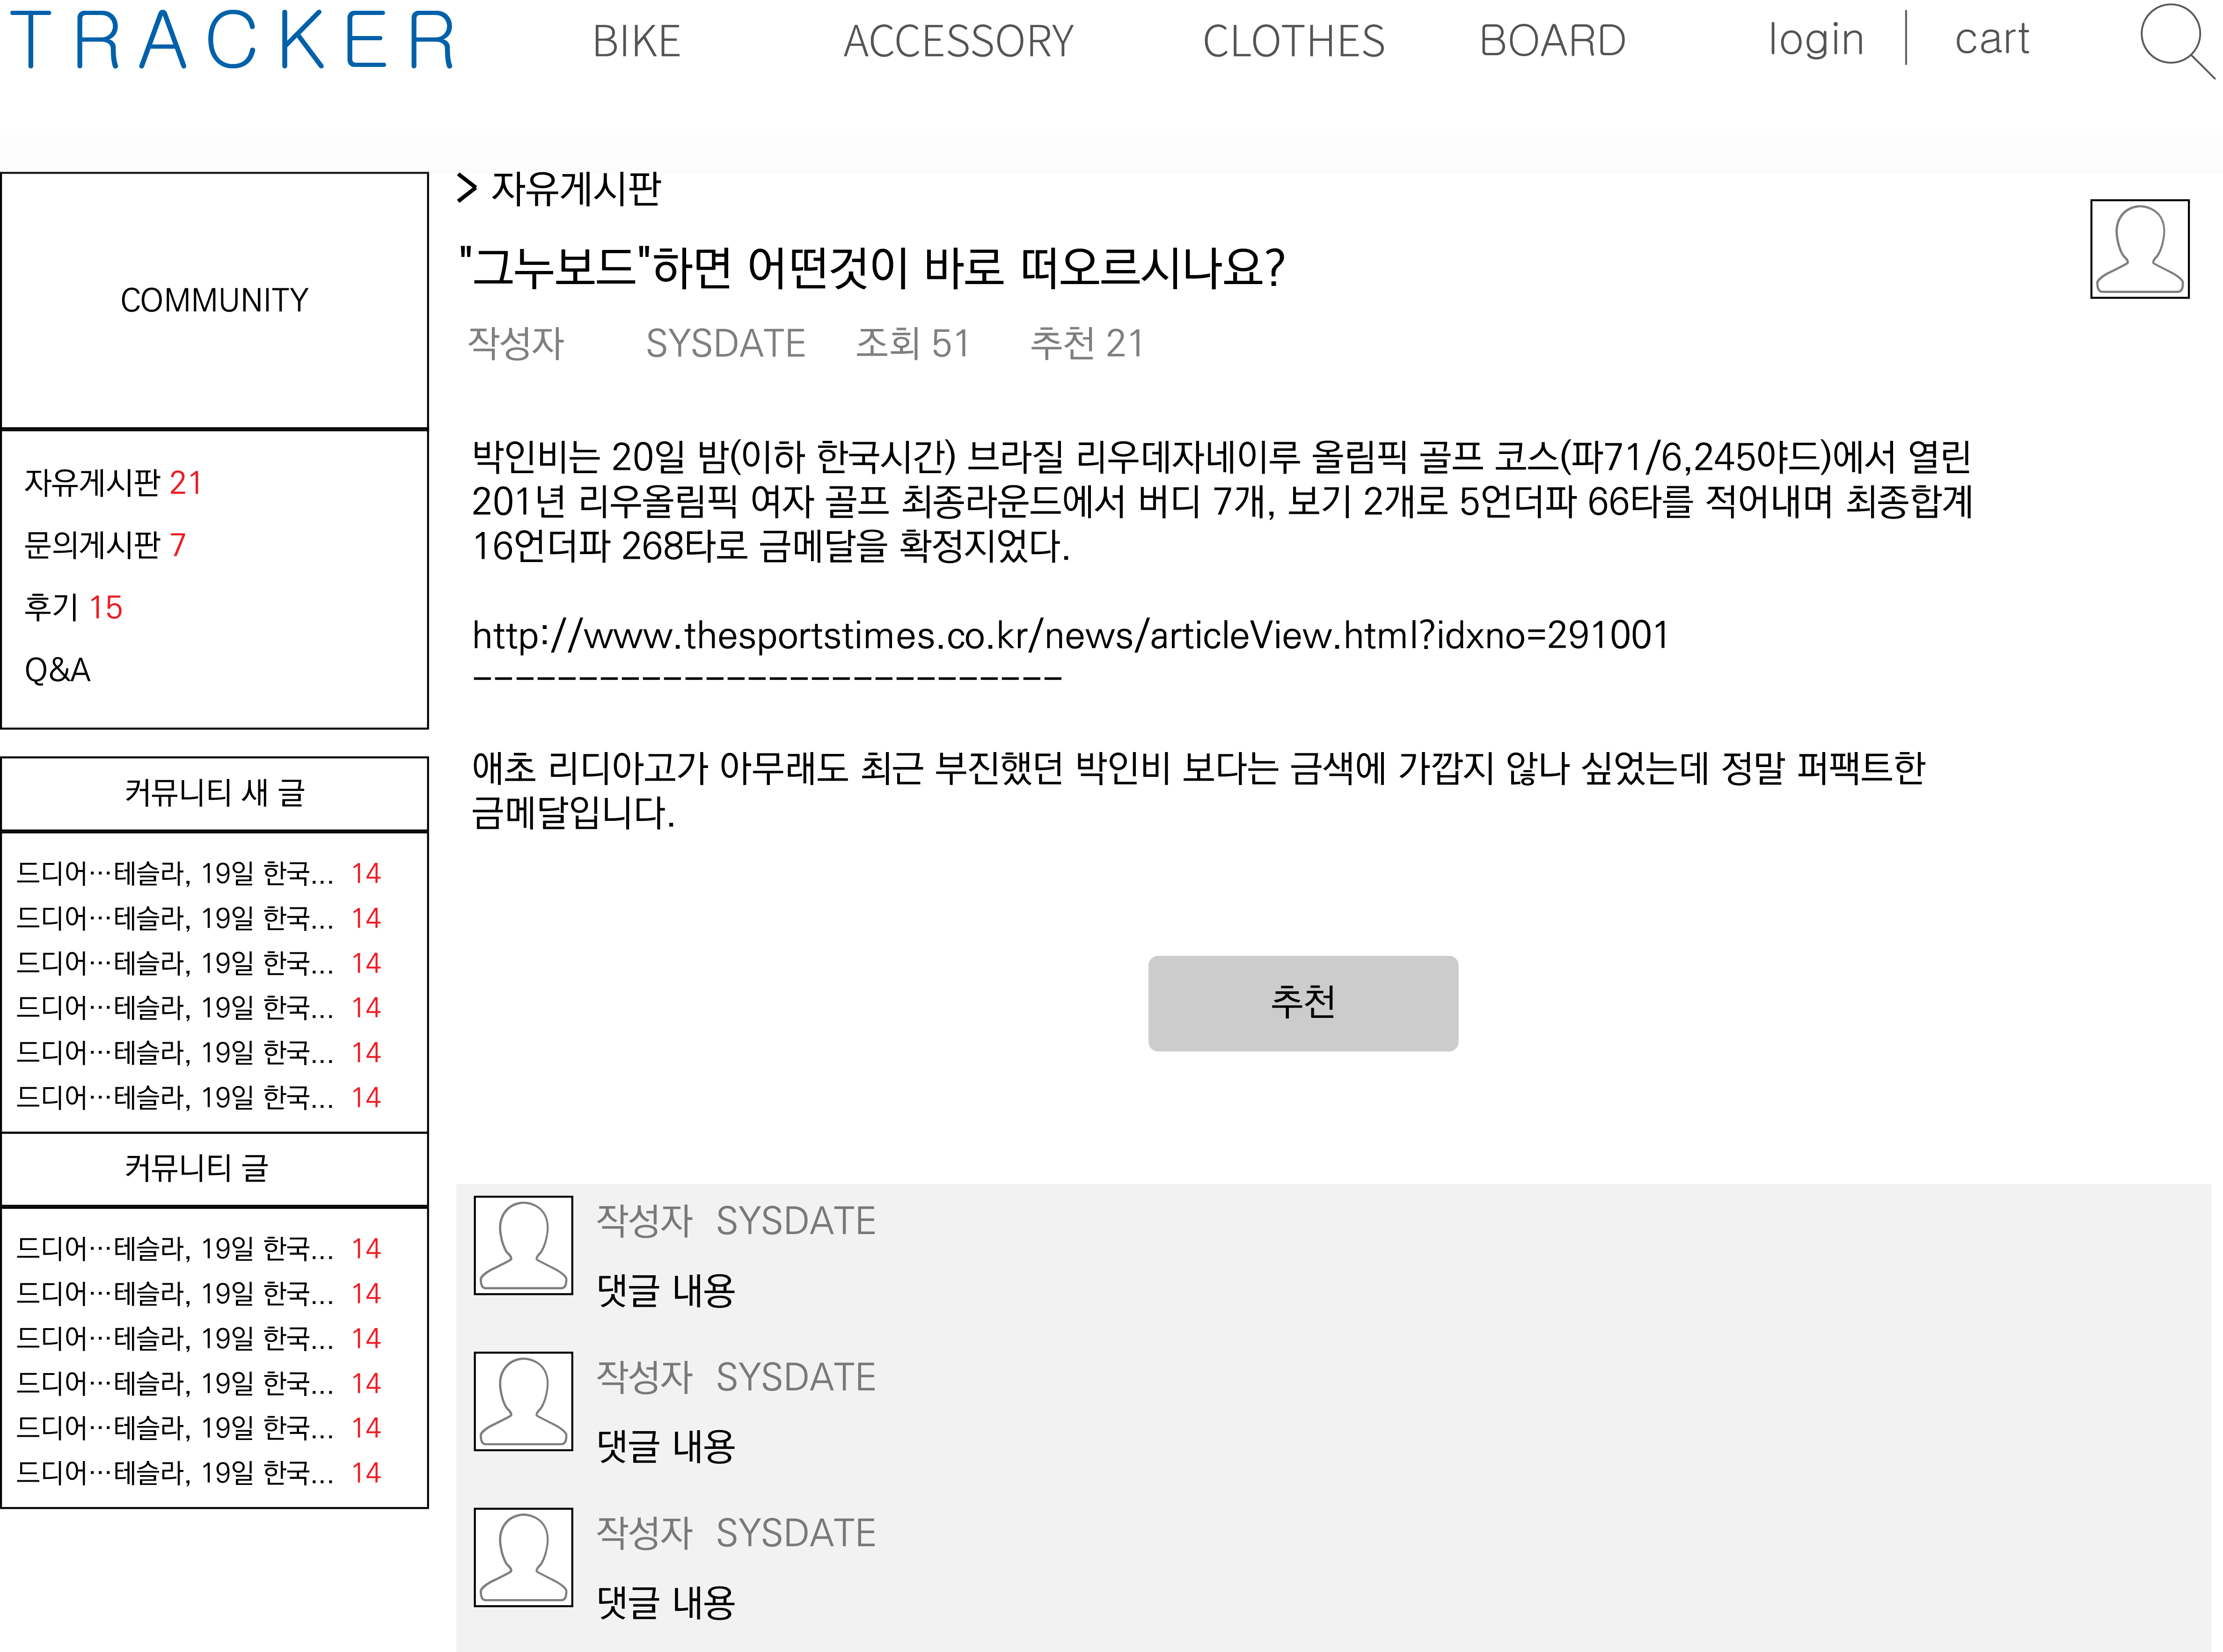 TRACKER BIKE ACCESSORY CLOTHES BOARD login cart
COMMUNITY
자유게시판 21
문의게시판 7
후기 15
Q&A
커뮤니티 새 글
드디어…테슬라, 19일 한국... 14
드디어…테슬라, 19일 한국... 14
드디어…테슬라, 19일 한국... 14
드디어…테슬라, 19일 한국... 14
드디어…테슬라, 19일 한국... 14
드디어…테슬라, 19일 한국... 14
커뮤니티 글
드디어…테슬라, 19일 한국... 14
드디어…테슬라, 19일 한국... 14
드디어…테슬라, 19일 한국... 14
드디어…테슬라, 19일 한국... 14
드디어…테슬라, 19일 한국... 14
드디어…테슬라, 19일 한국... 14
> 자유게시판
"그누보드"하면 어떤것이 바로 떠오르시나요?
작성자 SYSDATE 조회 51 추천 21
박인비는 20일 밤(이하 한국시간) 브라질 리우데자네이루 올림픽 골프 코스(파71/6,245야드)에서 열린
201년 리우올림픽 여자 골프 최종라운드에서 버디 7개, 보기 2개로 5언더파 66타를 적어내며 최종합계
16언더파 268타로 금메달을 확정지었다.
http://www.thesportstimes.co.kr/news/articleView.html?idxno=291001
----------------------------
애초 리디아고가 아무래도 최근 부진했던 박인비 보다는 금색에 가깝지 않나 싶었는데 정말 퍼팩트한
금메달입니다.
추천
작성자 SYSDATE
댓글 내용
작성자 SYSDATE
댓글 내용
작성자 SYSDATE
댓글 내용